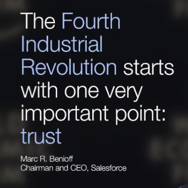 The Fourth
Industrial
Revolution starts
with one very
important point:
trust
Marc R. Benioff
Chairman and CEO, Salesforce